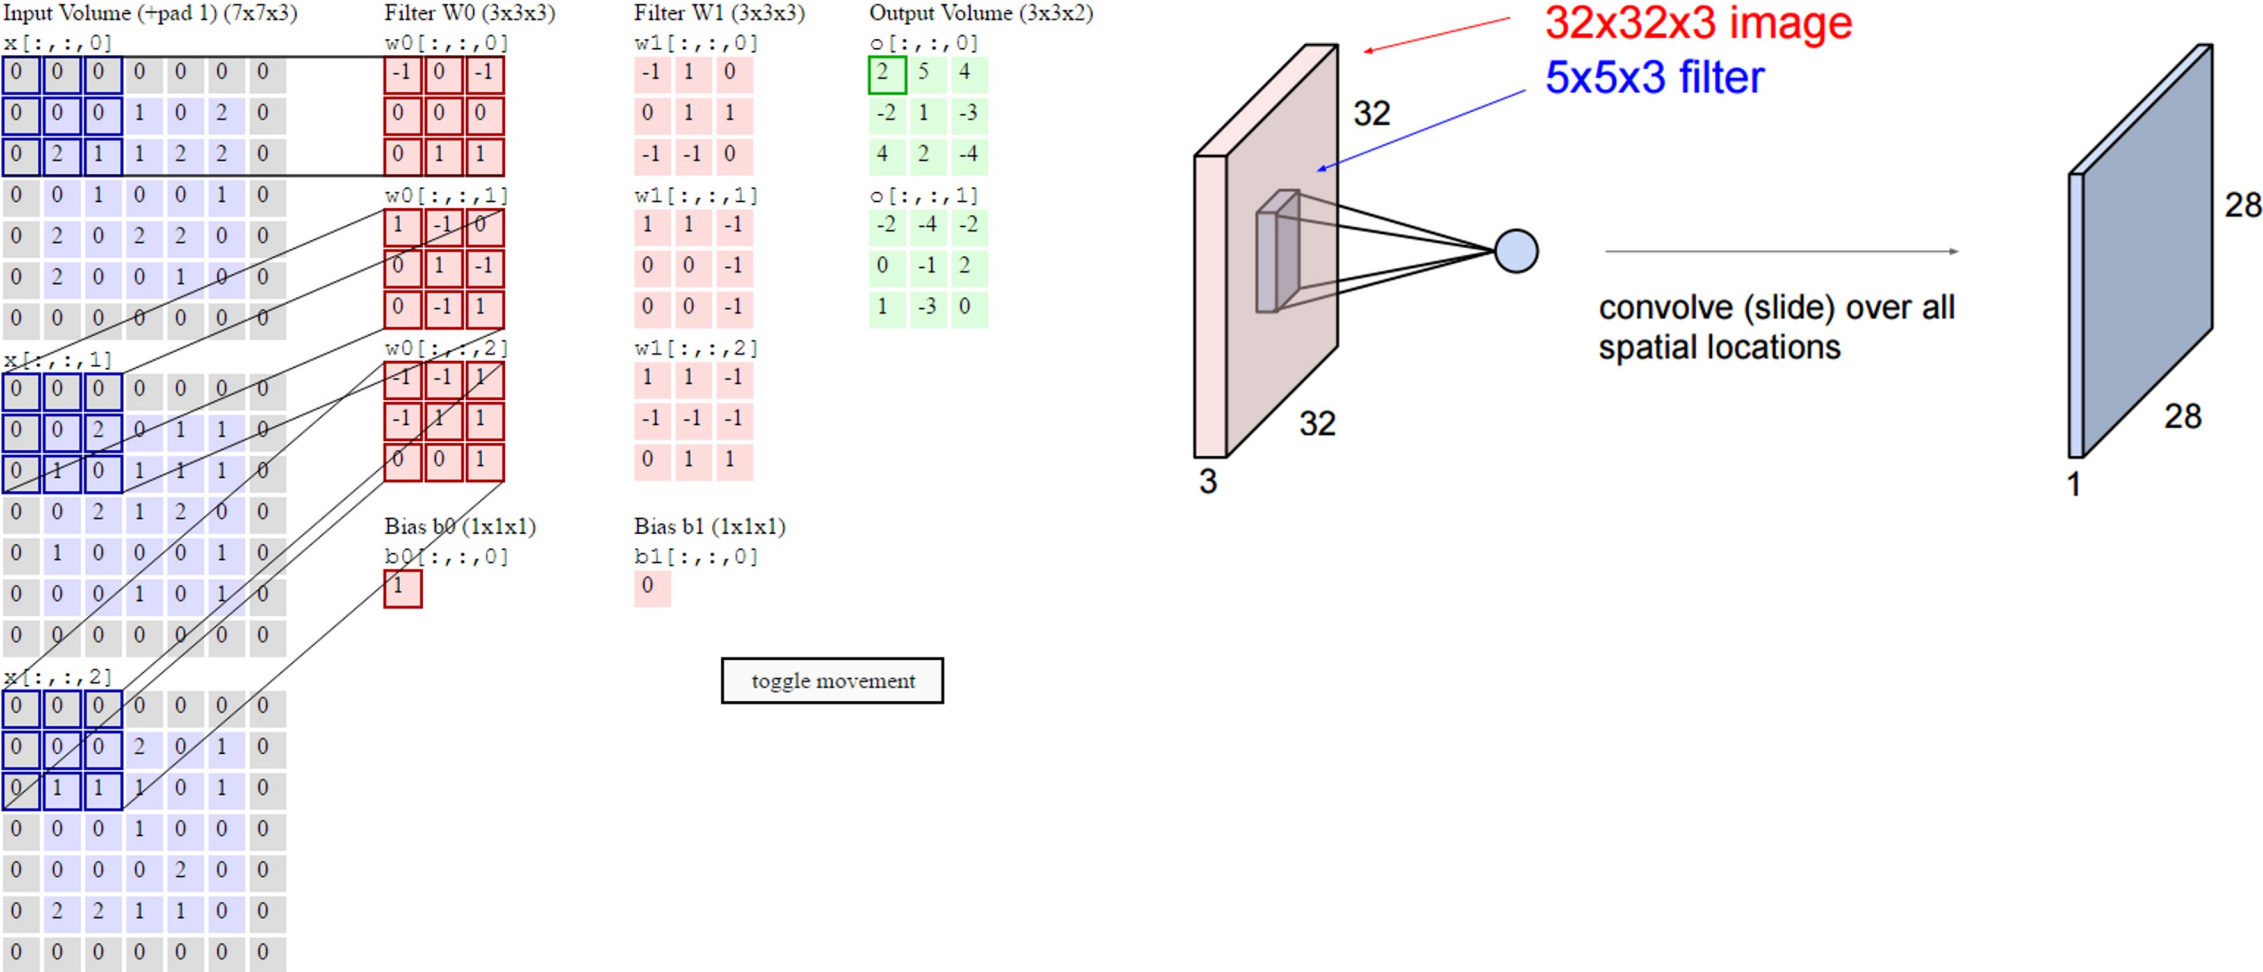 Input Volume (+pad 1) (7x7x3)
x[:,:,0]
0 0 0 0 0 0 0
0 0 0 1 0 2 0
0 2 1 1 2 2 0
0 0 1 0 0 1 0
0 2 0 2 2 0 0
0 2 0 0 1 0 0
0 0 0 0 0 0 0
x[:,:,1]
0 0 0 0 0 0 0
0 0 2 0 1 1 0
0 1 0 1 1 1 0
0 0 2 1 2 0 0
0 1 0 0 0 1 0
0 0 0 1 0 1 0
0 0 0 0 0 0 0
x[:,:,2]
0 0 0 0 0 0 0
0 0 0 2 0 1 0
0 1 1 1 0 1 0
0 0 0 1 0 0 0
0 0 0 0 2 0 0
0 2 2 1 1 0 0
0 0 0 0 0 0 0
Filter W0 (3x3x3)
w0[:,:,0]
-1 0 -1
0 0 0
0 1 1
w0[:,:,1]
1 -1 0
0 1 -1
0 -1 1
w0[:,:,2]
-1 -1 1
-1 1 1
0 0 1
Bias b0 (1x1x1)
b0[:,:,0]
1
Filter W1 (3x3x3)
w1[:,:,0]
-1 1 0
0 1 1
-1 -1 0
w1[:,:,1]
1 1 -1
0 0 -1
0 0 -1
w1[:,:,2]
1 1 -1
-1 -1 -1
0 1 1
Bias b1 (1x1x1)
b1[:,:,0]
0
Output Volume (3x3x2)
o[:,:,0]
2 5 4
-2 1 -3
4 2 -4
o[:,:,1]
-2 -4 -2
0 -1 2
1 -3 0
toggle movement
32x32x3 image
5x5x3 filter
32
32
3
convolve (slide) over all
spatial locations
28
28
1